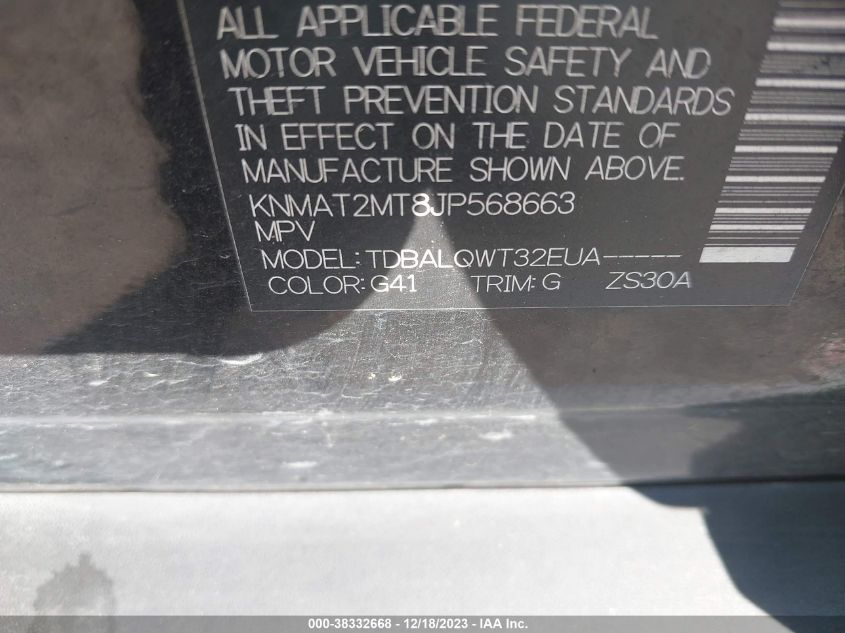 ALL APPLICABLE FEDERAL
MOTOR VEHICLE SAFETY AND
THEFT PREVENTION STANDARDS
IN EFFECT ON THE DATE OF
MANUFACTURE SHOWN ABOVE.
KNMAT2MT8JP568663
MPV
MODEL: TDBALQWT32EUA-----
COLOR: G41 TRIM: G ZS30A
000-38332668 - 12/18/2023 - IAA Inc.